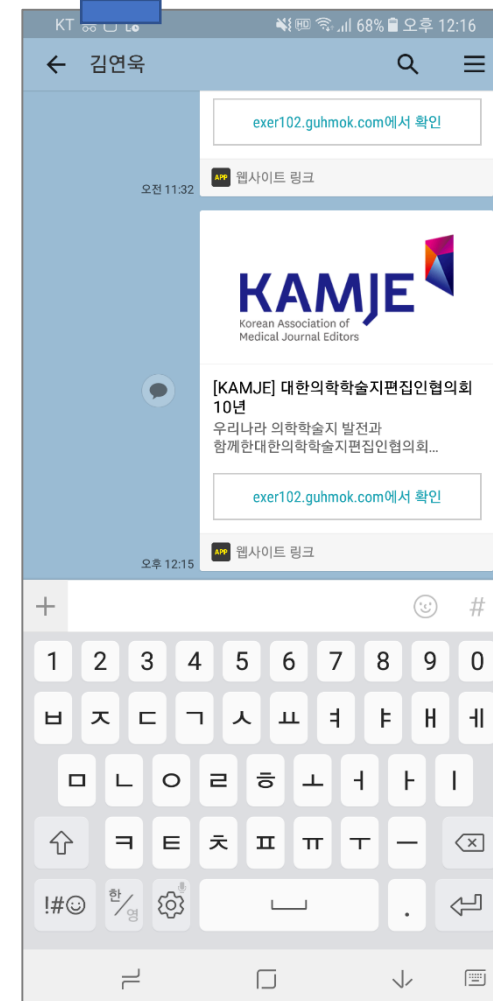 KT 68% 오후 12:16
김연욱
exer102.guhmok.com에서 확인
APP 웹사이트 링크
오전 11:32
KAMJE
Korean Association of
Medical Journal Editors
[KAMJE] 대한의학학술지편집인협의회
10년
우리나라 의학학술지 발전과
함께한대한의학학술지편집인협의회...
exer102.guhmok.com에서 확인
APP 웹사이트 링크
오후 12:15
+ #
1 2 3 4 5 6 7 8 9 0
ㅂ ㅈ ㄷ ㄱ ㅅ ㅛ ㅕ ㅑ ㅐ ㅔ
ㅁ ㄴ ㅇ ㄹ ㅎ ㅗ ㅓ ㅏ ㅣ
ㅋ ㅌ ㅊ ㅍ ㅠ ㅜ ㅡ
!#☺ 한/영 .